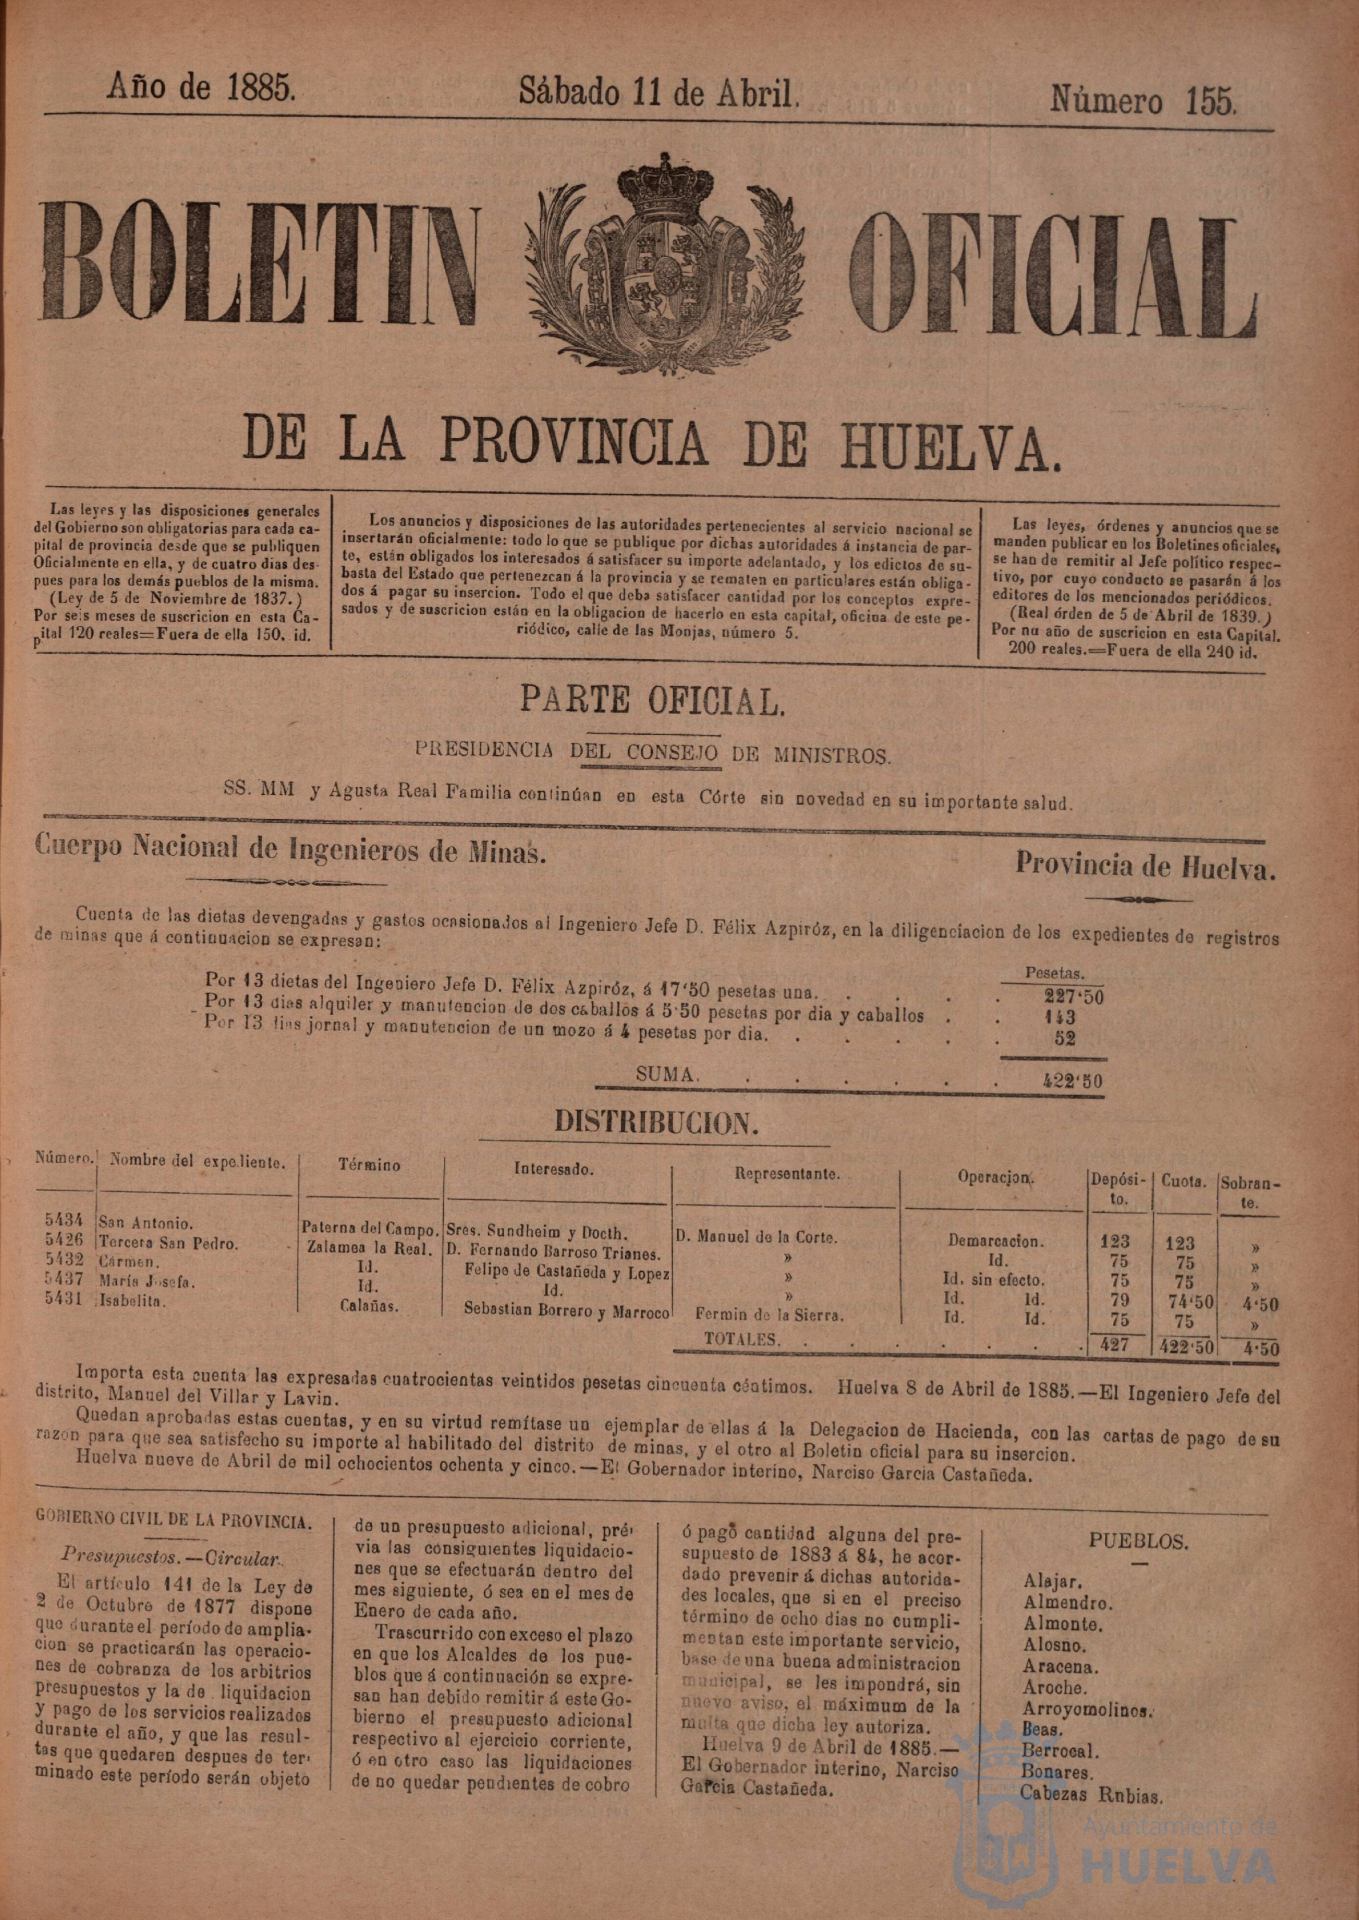 Año de 1885.
Sábado 11 de Abril.
Número 155.
BOLETIN OFICIAL
DE LA PROVINCIA DE HUELVA.
Las leyes y las disposiciones generales
del Gobierno son obligatorias para cada ca-
pital de provincia desde que se publiquen
Oficialmente en ella, y de cuatro dias des-
pues para los demás pueblos de la misma.
(Ley de 5 de Noviembre de 1837.)
Por seis meses de suscricion en esta Ca-
pital 120 reales=Fuera de ella 150. id.
Los anuncios y disposiciones de las autoridades pertenecientes al servicio nacional se
insertarán oficialmente: todo lo que se publique por dichas autoridades á instancia de par-
te, están obligados los interesados á satisfacer su importe adelantado, y los edictos de su-
basta del Estado que pertenezcan á la provincia y se rematen en particulares están obliga-
dos á pagar su insercion. Todo el que deba satisfacer cantidad por los conceptos expre-
sados y de suscricion están en la obligacion de hacerlo en esta capital, oficina de este pe-
riódico, calle de las Monjas, número 5.
Las leyes, órdenes y anuncios que se
manden publicar en los Boletines oficiales,
se han de remitir al Jefe político respec-
tivo, por cuyo conducto se pasarán á los
editores de los mencionados periódicos.
(Real órden de 5 de Abril de 1839.)
Por nu año de suscricion en esta Capital.
200 reales.=Fuera de ella 240 id.
PARTE OFICIAL.
PRESIDENCIA DEL CONSEJO DE MINISTROS.
SS. MM y Agusta Real Familia continúan en esta Córte sin novedad en su importante salud.
Cuerpo Nacional de Ingenieros de Minas.
Provincia de Huelva.
Cuenta de las dietas devengadas y gastos ocasionados al Ingeniero Jefe D. Félix Azpiróz, en la diligenciacion de los expedientes de registros
de minas que á continuacion se expresan:
Pesetas.
Por 13 dietas del Ingeniero Jefe D. Félix Azpiróz, á 17'50 pesetas una. . . . . 227'50
Por 13 dias alquiler y manutencion de dos caballos á 5'50 pesetas por dia y caballos . . 143
Por 13 dias jornal y manutencion de un mozo á 4 pesetas por dia. . . . . . 52
SUMA. . . . . . . 422'50
DISTRIBUCION.
Número. Nombre del expediente. Término Interesado. Representante. Operacion. Depósi- Cuota. Sobran-
to. te.
5434 San Antonio. Paterna del Campo. Sres. Sundheim y Docth. D. Manuel de la Corte. Demarcacion. 123 123 »
5426 Tercera San Pedro. Zalamea la Real. D. Fernando Barroso Trianes. » Id. 75 75 »
5432 Cármen. Id. Felipe de Castañeda y Lopez » Id. sin efecto. 75 75 »
5437 María Josefa. Id. Id. » Id. Id. 79 74'50 4'50
5431 Isabelita. Calañas. Sebastian Borrero y Marroco Fermin de la Sierra. Id. Id. 75 75 »
TOTALES. . . . . . . 427 422'50 4'50
Importa esta cuenta las expresadas cuatrocientas veintidos pesetas cincuenta céntimos. Huelva 8 de Abril de 1885.—El Ingeniero Jefe del
distrito, Manuel del Villar y Lavin.
Quedan aprobadas estas cuentas, y en su virtud remítase un ejemplar de ellas á la Delegacion de Hacienda, con las cartas de pago de su
razon para que sea satisfecho su importe al habilitado del distrito de minas, y el otro al Boletin oficial para su insercion.
Huelva nueve de Abril de mil ochocientos ochenta y cinco.—El Gobernador interino, Narciso García Castañeda.
GOBIERNO CIVIL DE LA PROVINCIA.
Presupuestos.—Circular.
El artículo 141 de la Ley de
2 de Octubre de 1877 dispone
que durante el período de amplia-
cion se practicarán las operacio-
nes de cobranza de los arbitrios
presupuestos y la de liquidacion
y pago de los servicios realizados
durante el año, y que las resul-
tas que quedaren despues de ter-
minado este período serán objeto
de un presupuesto adicional, pré-
via las consiguientes liquidacio-
nes que se efectuarán dentro del
mes siguiente, ó sea en el mes de
Enero de cada año.
Trascurrido con exceso el plazo
en que los Alcaldes de los pue-
blos que á continuación se expre-
san han debido remitir á este Go-
bierno el presupuesto adicional
respectivo al ejercicio corriente,
ó en otro caso las liquidaciones
de no quedar pendientes de cobro
ó pago cantidad alguna del pre-
supuesto de 1883 á 84, he acor-
dado prevenir á dichas autorida-
des locales, que si en el preciso
término de ocho dias no cumpli-
mentan este importante servicio,
base de una buena administracion
municipal, se les impondrá, sin
nuevo aviso, el máximum de la
multa que dicha ley autoriza.
Huelva 9 de Abril de 1885.—
El Gobernador interino, Narciso
García Castañeda.
PUEBLOS.
Alajar.
Almendro.
Almonte.
Alosno.
Aracena.
Aroche.
Arroyomolinos.
Beas.
Berrocal.
Bonares.
Cabezas Rnbias.
Ayuntamiento de
HUELVA